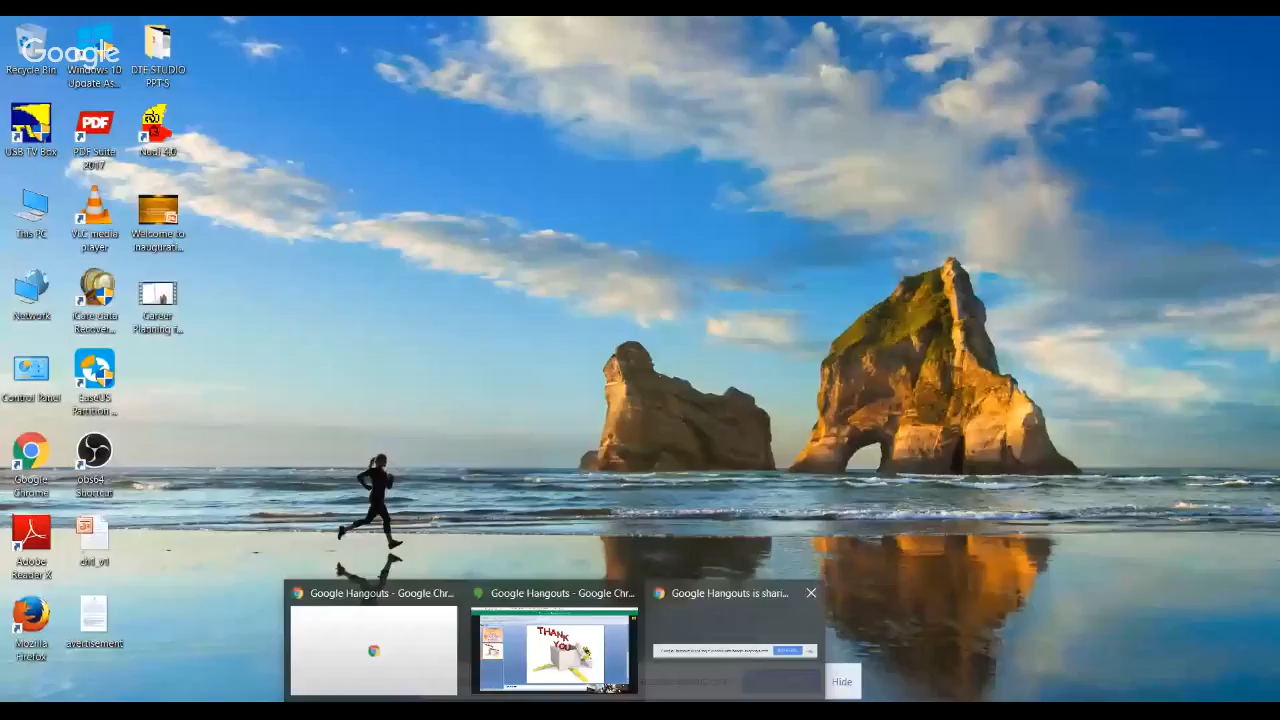 Google
Recycle Bin
Windows 10
Update As...
DTE STUDIO
PPT'S
USB TV Box
PDF
PDF Suite
2017
ನು
Nudi 4.0
This PC
VLC media
player
Welcome to
inaugurati...
Network
iCare data
Recover...
Career
Planning f...
Control Panel
EaseUS
Partition ...
Google
Chrome
obs64 -
Shortcut
Adobe
Reader X
ch1_v1
Mozilla
Firefox
avertisement
Google Hangouts - Google Chr...
Google Hangouts - Google Chr...
Google Hangouts is shari...
THANK
YOU
Hide